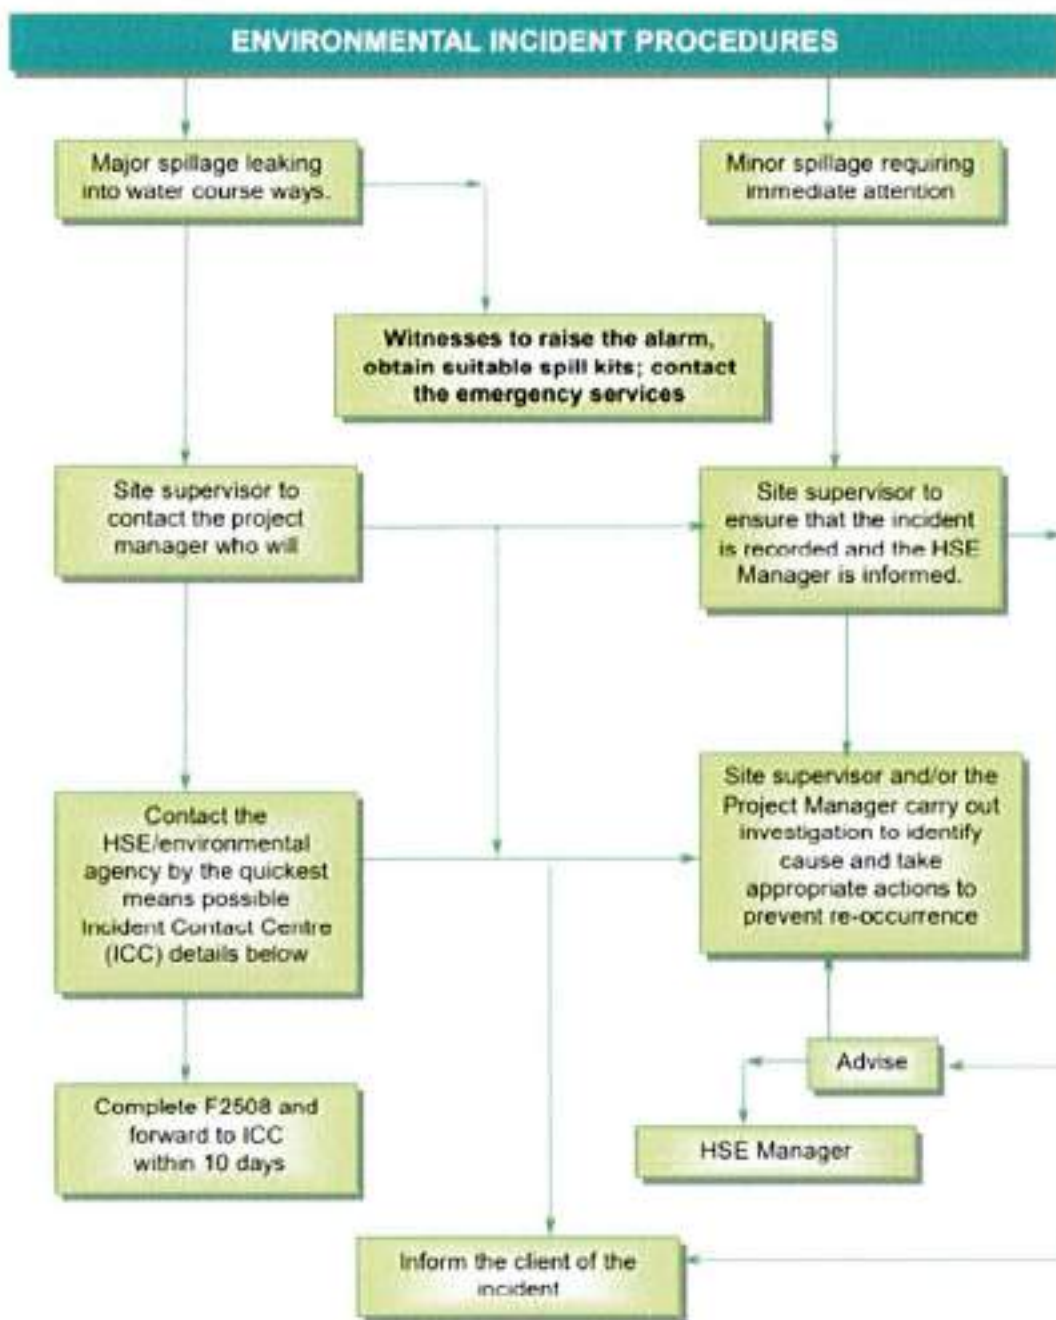 ENVIRONMENTAL INCIDENT PROCEDURES
Major spillage leaking
into water course ways.
Minor spillage requiring
immediate attention
Witnesses to raise the alarm,
obtain suitable spill kits; contact
the emergency services
Site supervisor to
contact the project
manager who will
Site supervisor to
ensure that the incident
is recorded and the HSE
Manager is informed.
Contact the
HSE/environmental
agency by the quickest
means possible
Incident Contact Centre
(ICC) details below
Site supervisor and/or the
Project Manager carry out
investigation to identify
cause and take
appropriate actions to
prevent re-occurrence
Advise
HSE Manager
Complete F2508 and
forward to ICC
within 10 days
Inform the client of the
incident